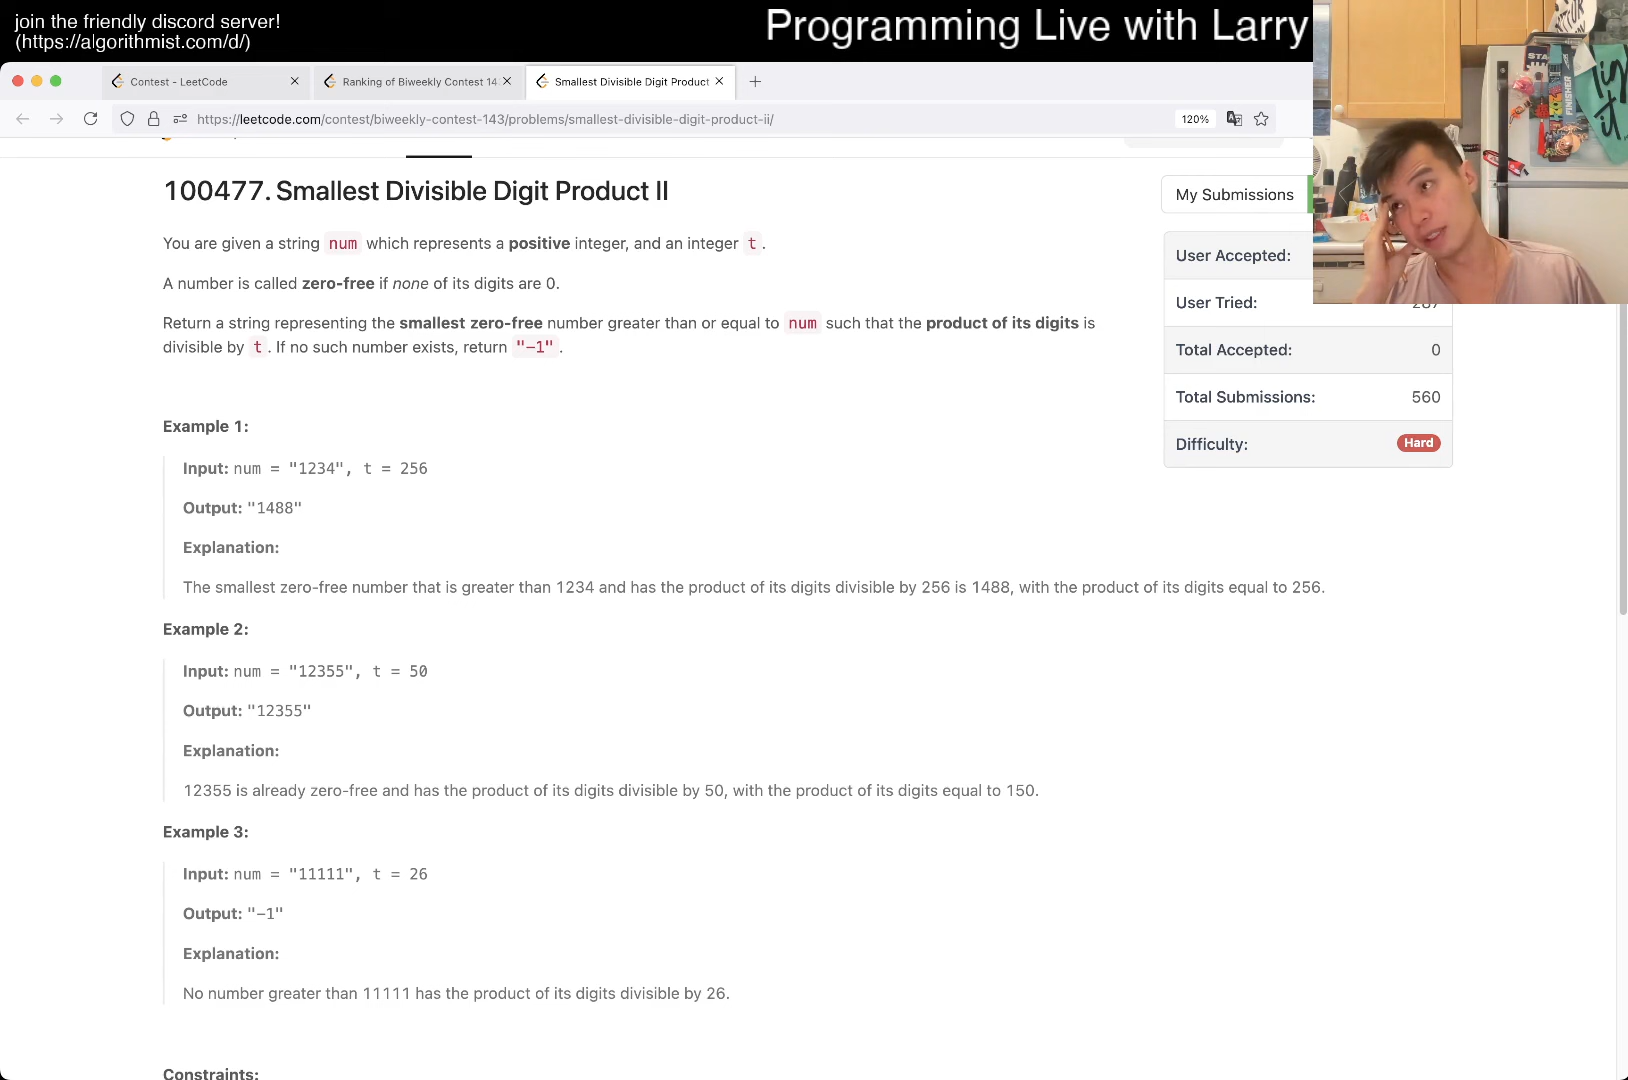 join the friendly discord server!
(https://algorithmist.com/d/)
Programming Live with Larry
Contest - LeetCode
Ranking of Biweekly Contest 14
Smallest Divisible Digit Product
https://leetcode.com/contest/biweekly-contest-143/problems/smallest-divisible-digit-product-ii/
120%
100477. Smallest Divisible Digit Product II
My Submissions
You are given a string num which represents a positive integer, and an integer t.
A number is called zero-free if none of its digits are 0.
Return a string representing the smallest zero-free number greater than or equal to num such that the product of its digits is
divisible by t. If no such number exists, return "-1".
User Accepted:
User Tried: 287
Total Accepted: 0
Total Submissions: 560
Difficulty: Hard
Example 1:
Input: num = "1234", t = 256
Output: "1488"
Explanation:
The smallest zero-free number that is greater than 1234 and has the product of its digits divisible by 256 is 1488, with the product of its digits equal to 256.
Example 2:
Input: num = "12355", t = 50
Output: "12355"
Explanation:
12355 is already zero-free and has the product of its digits divisible by 50, with the product of its digits equal to 150.
Example 3:
Input: num = "11111", t = 26
Output: "-1"
Explanation:
No number greater than 11111 has the product of its digits divisible by 26.
Constraints: